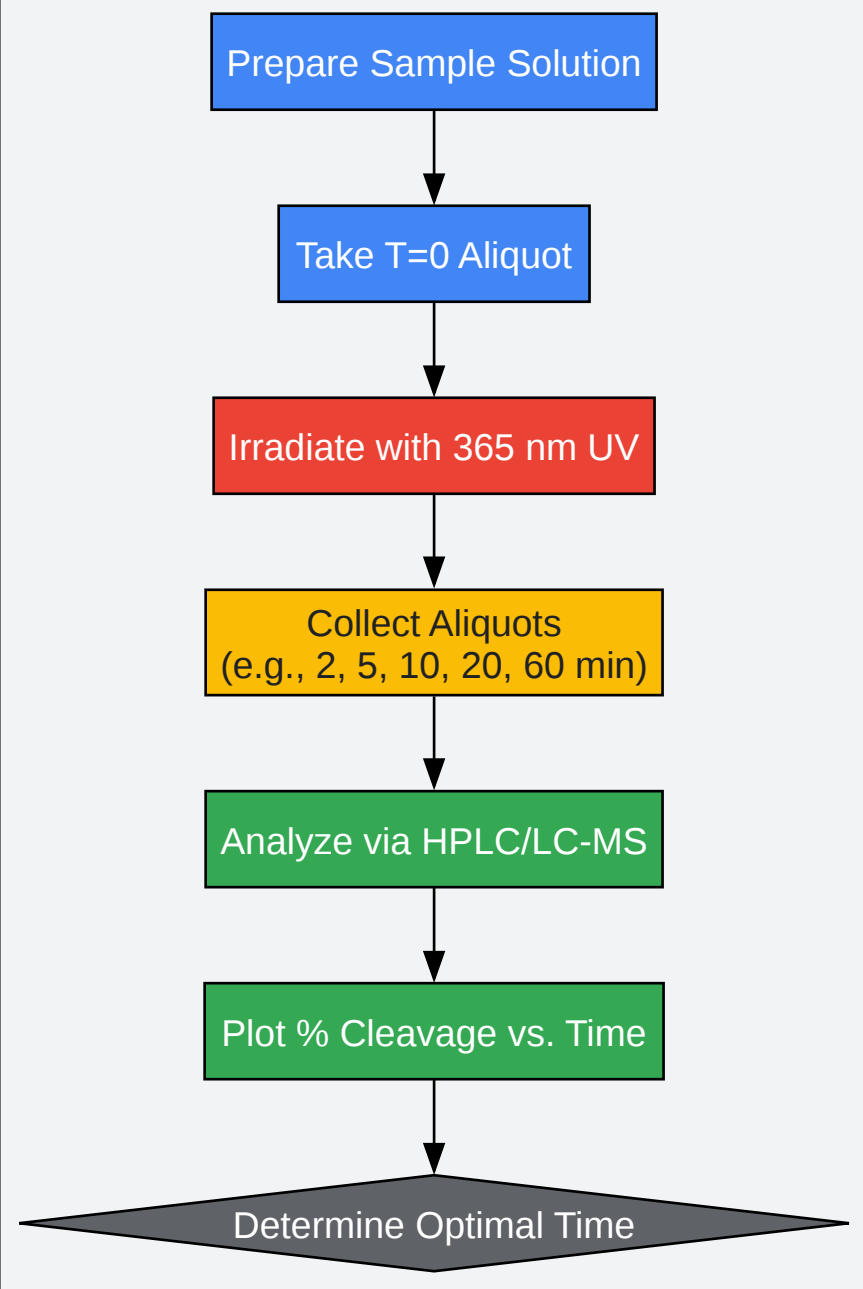 Prepare Sample Solution
Take T=0 Aliquot
Irradiate with 365 nm UV
Collect Aliquots
(e.g., 2, 5, 10, 20, 60 min)
Analyze via HPLC/LC-MS
Plot % Cleavage vs. Time
Determine Optimal Time